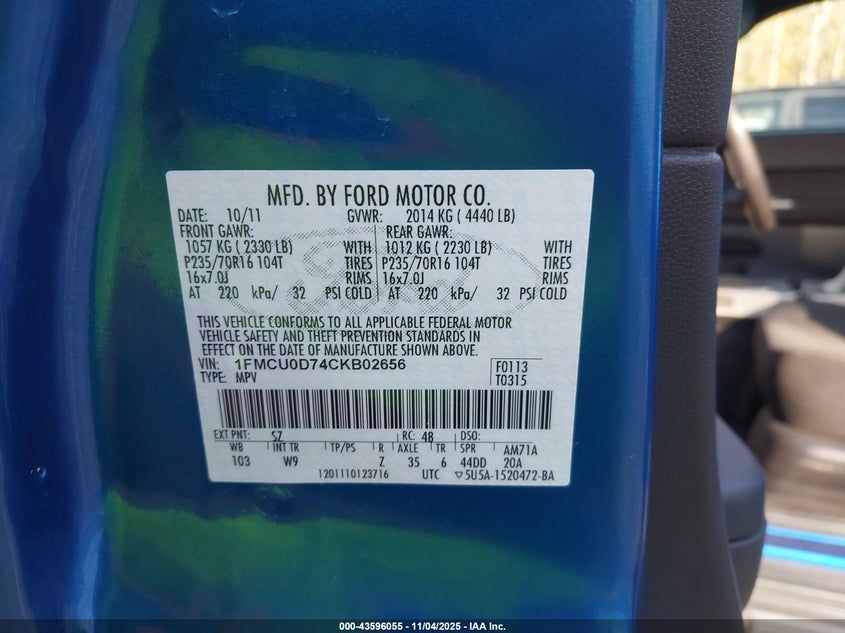 MFD. BY FORD MOTOR CO.
DATE: 10/11 GVWR: 2014 KG ( 4440 LB)
FRONT GAWR: REAR GAWR:
1057 KG ( 2330 LB) WITH 1012 KG ( 2230 LB) WITH
P235/70R16 104T TIRES P235/70R16 104T TIRES
16x7.0J RIMS 16x7.0J RIMS
AT 220 kPa/ 32 PSI COLD AT 220 kPa/ 32 PSI COLD
THIS VEHICLE CONFORMS TO ALL APPLICABLE FEDERAL MOTOR
VEHICLE SAFETY AND THEFT PREVENTION STANDARDS IN
EFFECT ON THE DATE OF MANUFACTURE SHOWN ABOVE.
VIN: 1FMCU0D74CKB02656 F0113
TYPE: MPV T0315
EXT PNT: SZ RC: 48 DSO:
WB INT TR TP/PS R AXLE TR SPR AM71A
103 W9 Z 35 6 44DD 20A
1201110123716 UTC ▽5U5A-1520472-BA
000-43596055 - 11/04/2025 - IAA Inc.